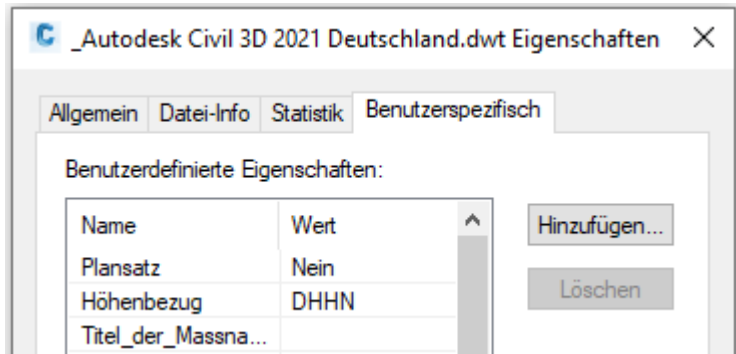 _Autodesk Civil 3D 2021 Deutschland.dwt Eigenschaften
Allgemein Datei-Info Statistik Benutzerspezifisch
Benutzerdefinierte Eigenschaften:
Name Wert Hinzufügen...
Plansatz Nein
Löschen
Höhenbezug DHHN
Titel_der_Massna...